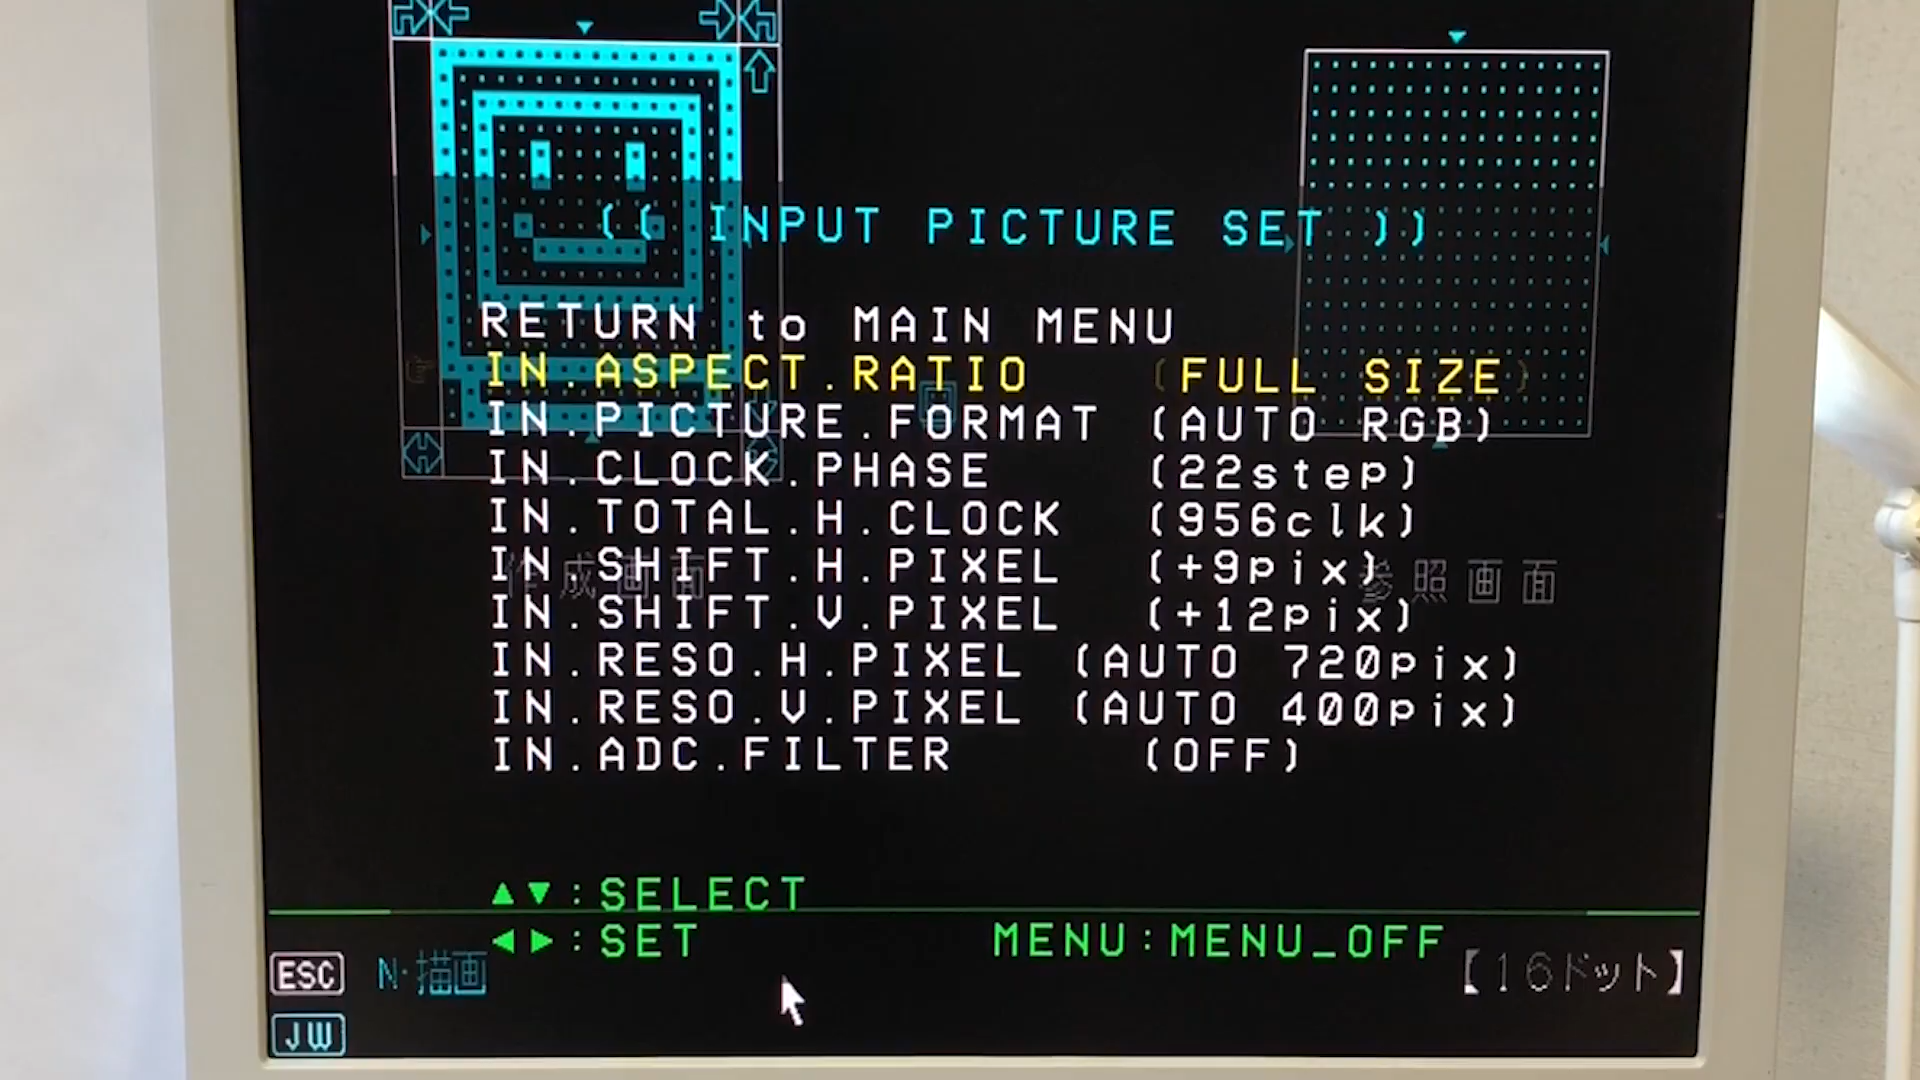 (( INPUT PICTURE SET ))
RETURN to MAIN MENU
IN.ASPECT.RATIO (FULL SIZE)
IN.PICTURE.FORMAT (AUTO RGB)
IN.CLOCK.PHASE (22step)
IN.TOTAL.H.CLOCK (956clk)
IN.SHIFT.H.PIXEL (+9pix)
作成画面 参照画面
IN.SHIFT.V.PIXEL (+12pix)
IN.RESO.H.PIXEL (AUTO 720pix)
IN.RESO.V.PIXEL (AUTO 400pix)
IN.ADC.FILTER (OFF)
▲▼:SELECT
◀▶:SET MENU:MENU_OFF
ESC N・描画 【16ドット】
JW